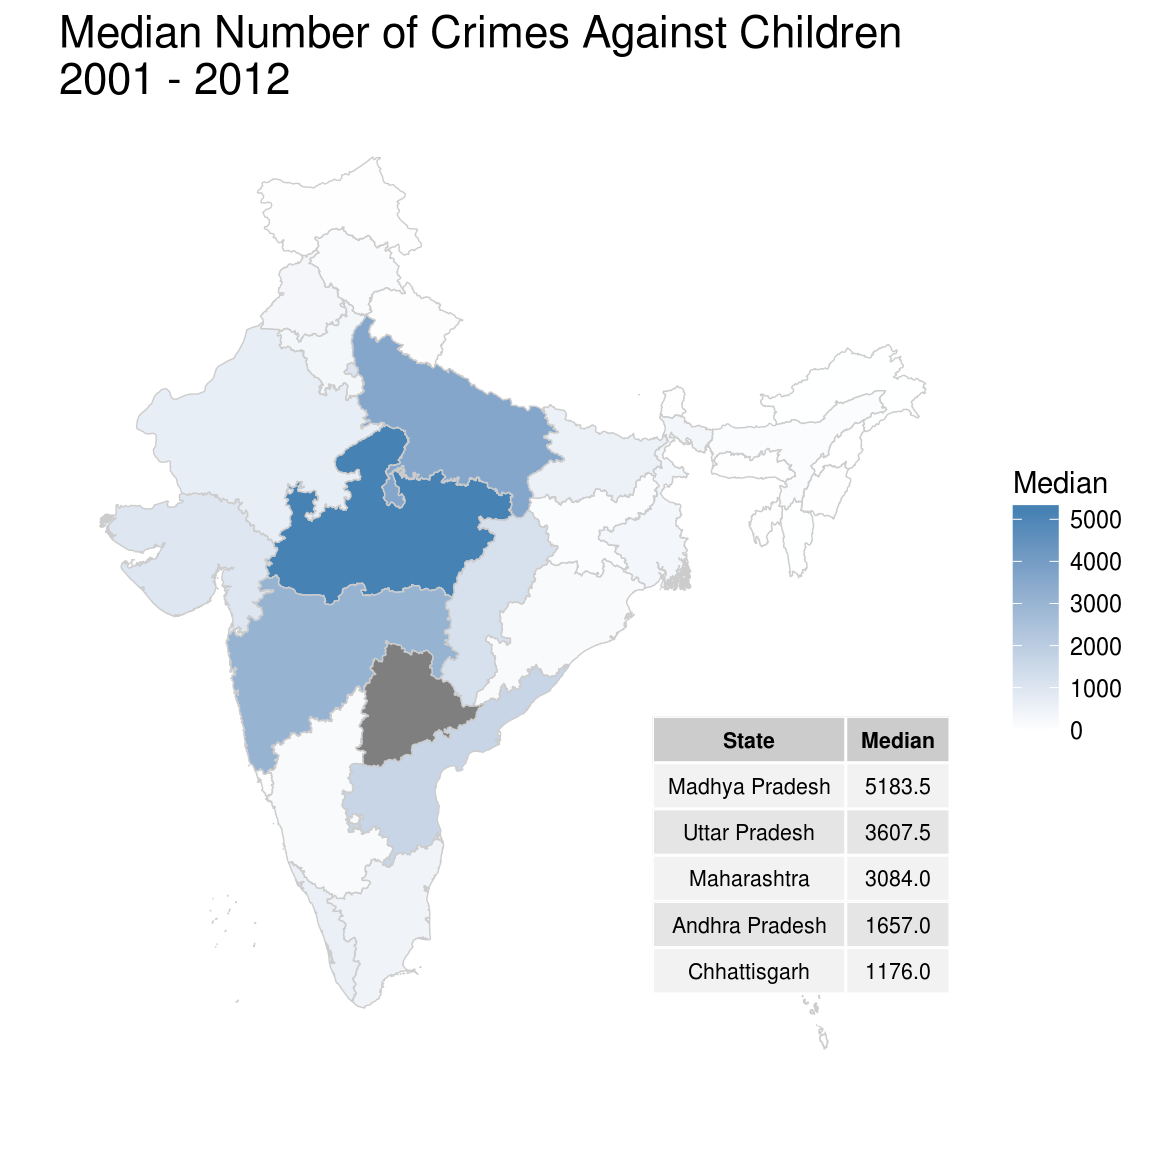 Median Number of Crimes Against Children
2001 - 2012
Median
5000
4000
3000
2000
1000
0
State Median
Madhya Pradesh 5183.5
Uttar Pradesh 3607.5
Maharashtra 3084.0
Andhra Pradesh 1657.0
Chhattisgarh 1176.0